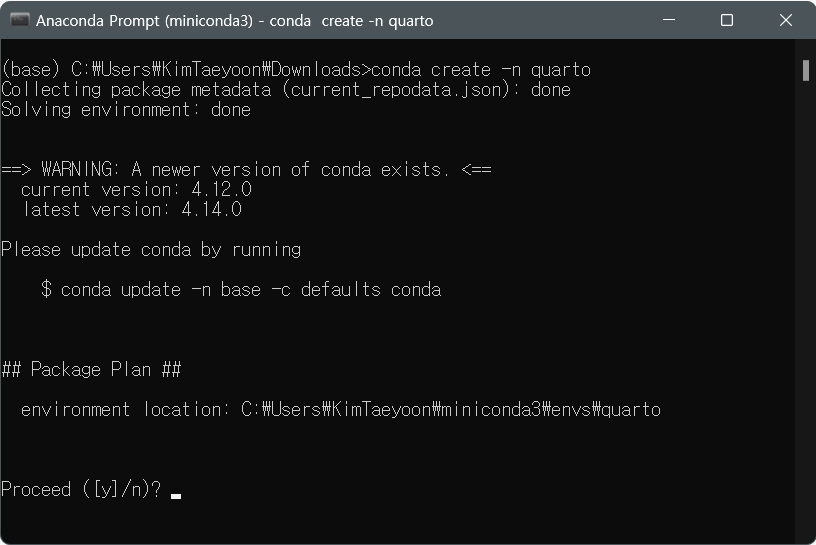 Anaconda Prompt (miniconda3) - conda  create -n quarto
(base) C:₩Users₩KimTaeyoon₩Downloads>conda create -n quarto
Collecting package metadata (current_repodata.json): done
Solving environment: done
==> WARNING: A newer version of conda exists. <==
  current version: 4.12.0
  latest version: 4.14.0
Please update conda by running
    $ conda update -n base -c defaults conda
## Package Plan ##
  environment location: C:₩Users₩KimTaeyoon₩miniconda3₩envs₩quarto
Proceed ([y]/n)?